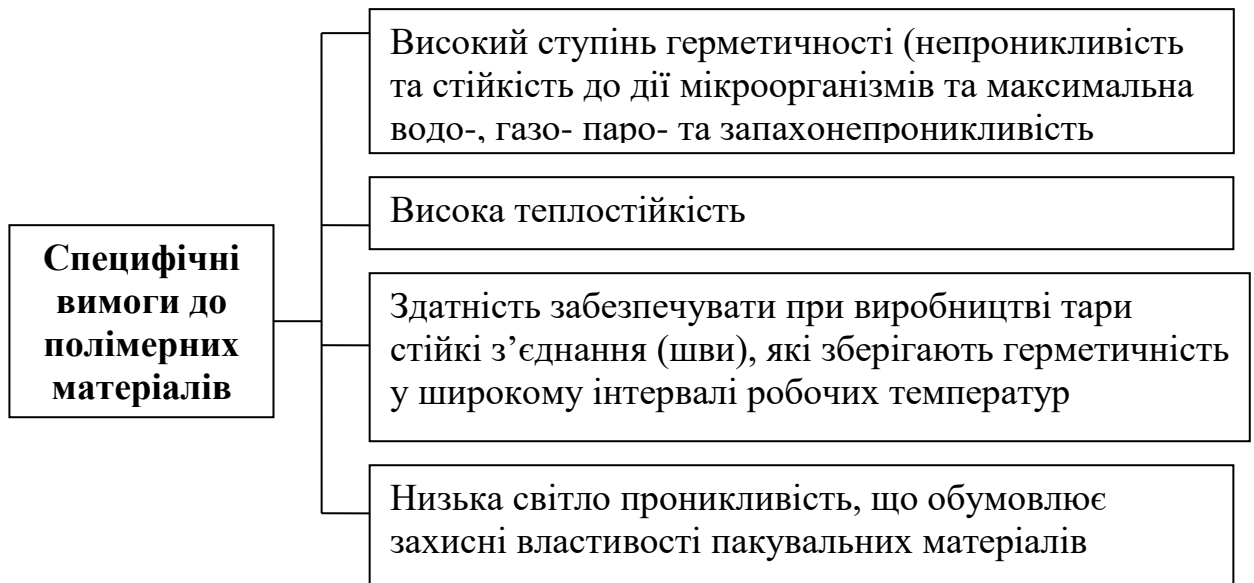 Високий ступінь герметичності (непроникливість
та стійкість до дії мікроорганізмів та максимальна
водо-, газо- паро- та запахонепроникливість
Висока теплостійкість
Специфічні
вимоги до
полімерних
матеріалів
Здатність забезпечувати при виробництві тари
стійкі з’єднання (шви), які зберігають герметичність
у широкому інтервалі робочих температур
Низька світло проникливість, що обумовлює
захисні властивості пакувальних матеріалів